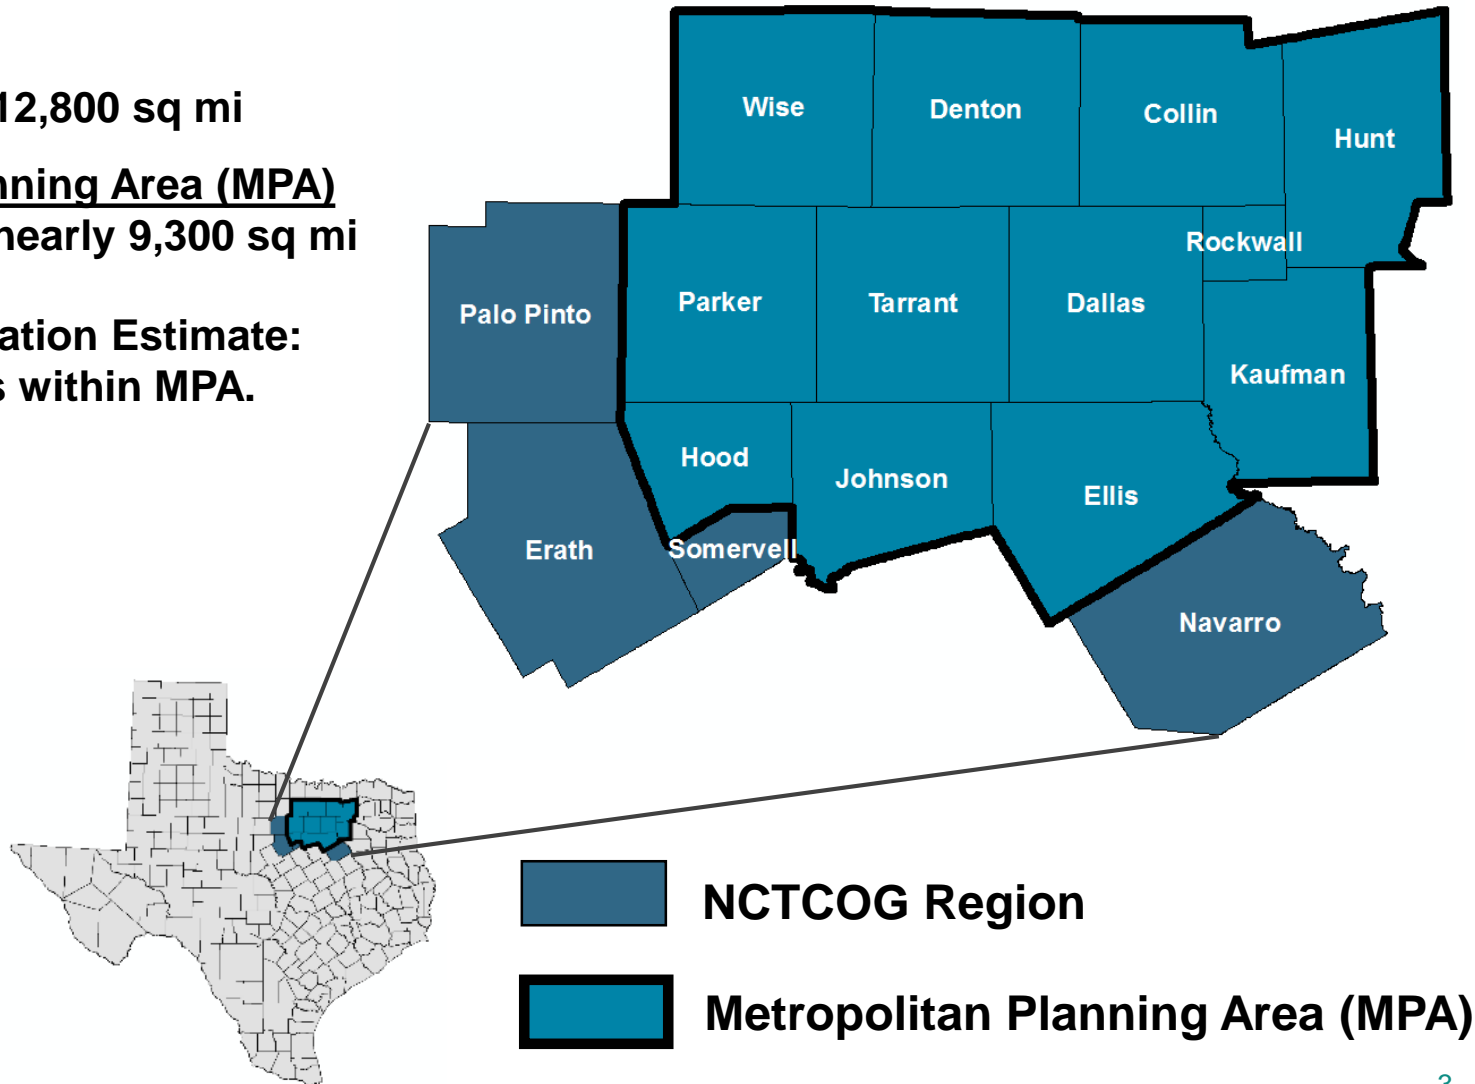 12,800 sq mi
nning Area (MPA)
nearly 9,300 sq mi
ation Estimate:
s within MPA.
Wise
Denton
Collin
Hunt
Rockwall
Palo Pinto
Parker
Tarrant
Dallas
Kaufman
Hood
Johnson
Ellis
Erath
Somervell
Navarro
NCTCOG Region
Metropolitan Planning Area (MPA)
3